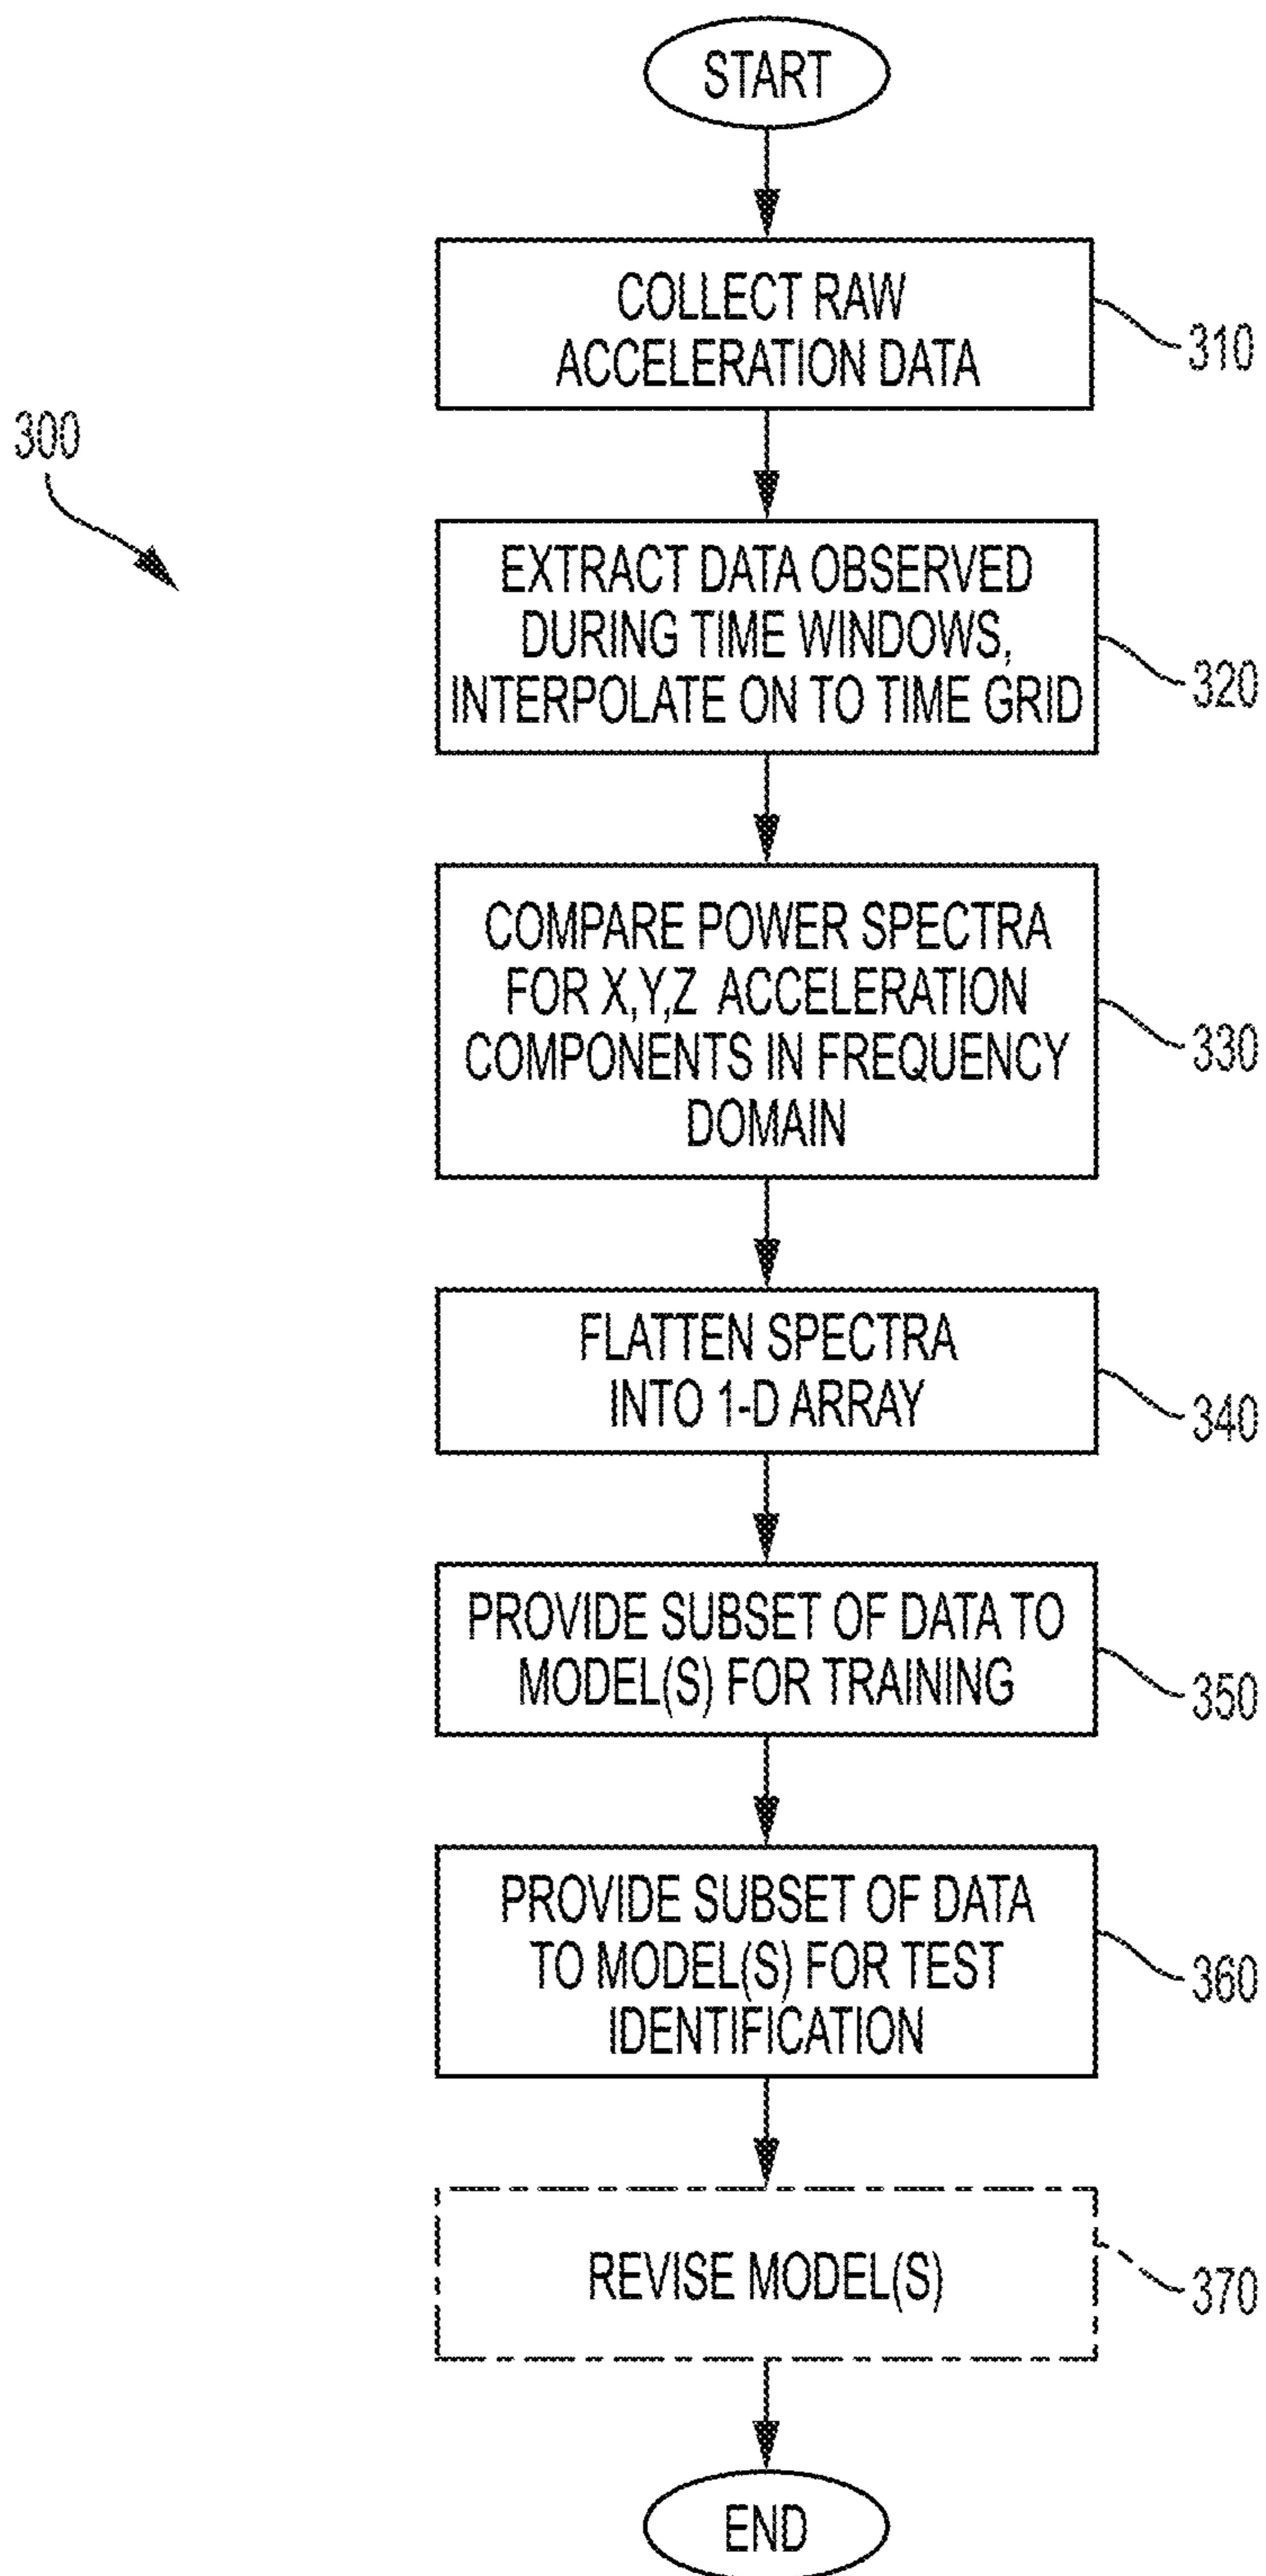 START
COLLECT RAW
ACCELERATION DATA
310
300
EXTRACT DATA OBSERVED
DURING TIME WINDOWS,
INTERPOLATE ON TO TIME GRID
320
COMPARE POWER SPECTRA
FOR X,Y,Z ACCELERATION
COMPONENTS IN FREQUENCY
DOMAIN
330
FLATTEN SPECTRA
INTO 1-D ARRAY
340
PROVIDE SUBSET OF DATA TO
MODEL(S) FOR TRAINING
350
PROVIDE SUBSET OF DATA
TO MODEL(S) FOR TEST
IDENTIFICATION
360
REVISE MODEL(S)
370
END